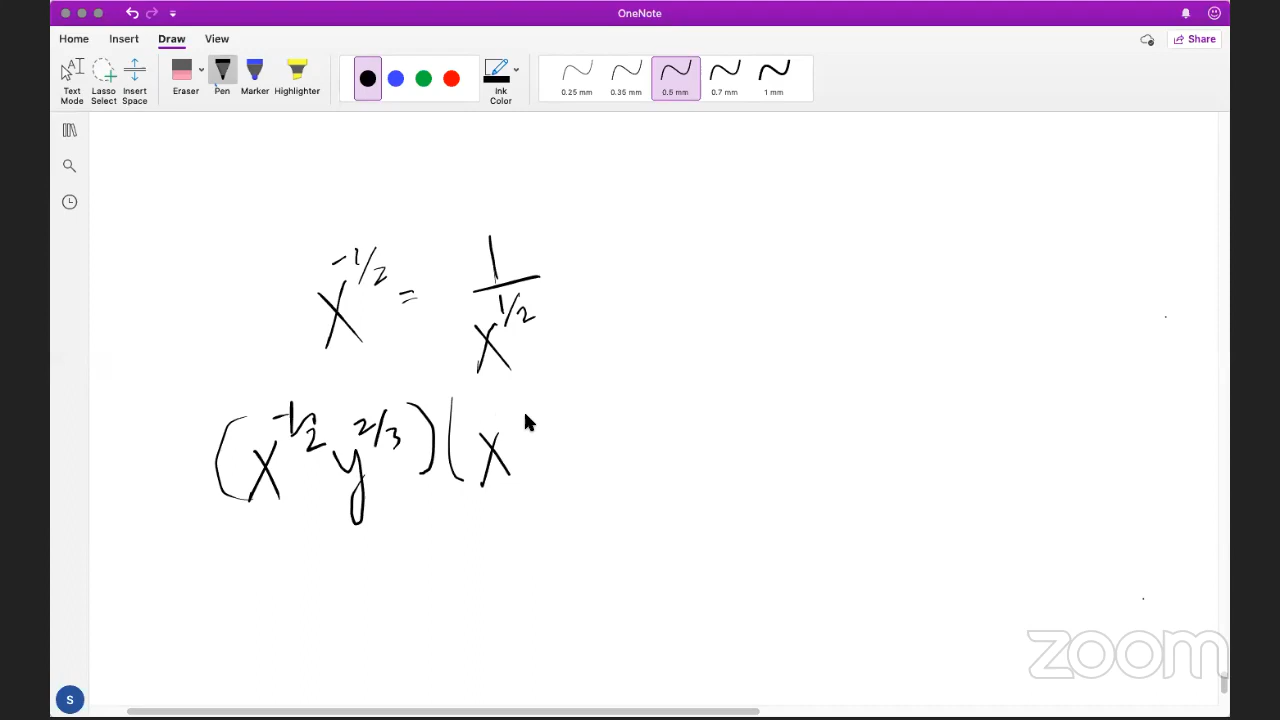 OneNote
Home Insert Draw View
Share
Text Mode
Lasso Select
Insert Space
Eraser
Pen
Marker
Highlighter
Ink Color
0.25 mm
0.35 mm
0.5 mm
0.7 mm
1 mm
x^{-1/2} = \frac{1}{x^{1/2}}
(x^{-1/2} y^{2/3})(x
zoom
S